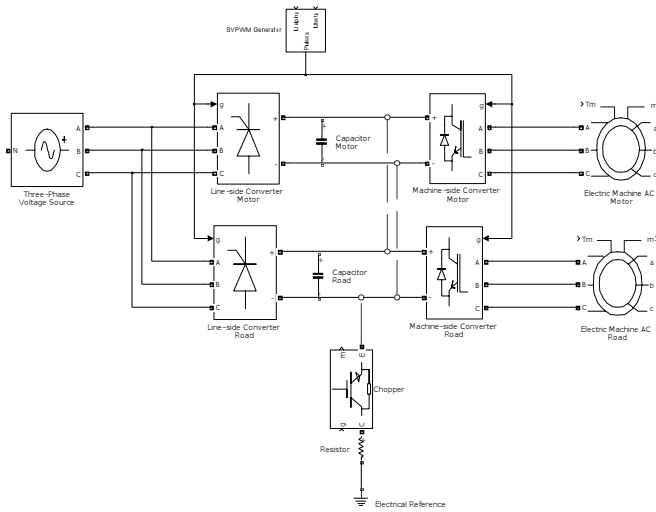 Ualpha
Ubeta
SVPWM Generator
Pulses
g
g
A
A
+
+
A
A
Tm
m
a
N
B
B
Capacitor
Motor
B
B
b
C
C
-
-
C
C
c
Three-Phase
Voltage Source
Line-side Converter
Motor
Machine-side Converter
Motor
Electric Machine AC
Motor
g
g
Tm
m
+
+
A
A
A
a
B
Capacitor
Road
B
B
b
C
-
-
C
C
c
Line-side Converter
Road
Machine-side Converter
Road
Electric Machine AC
Road
m
E
Chopper
g
C
Resistor
+
Electrical Reference